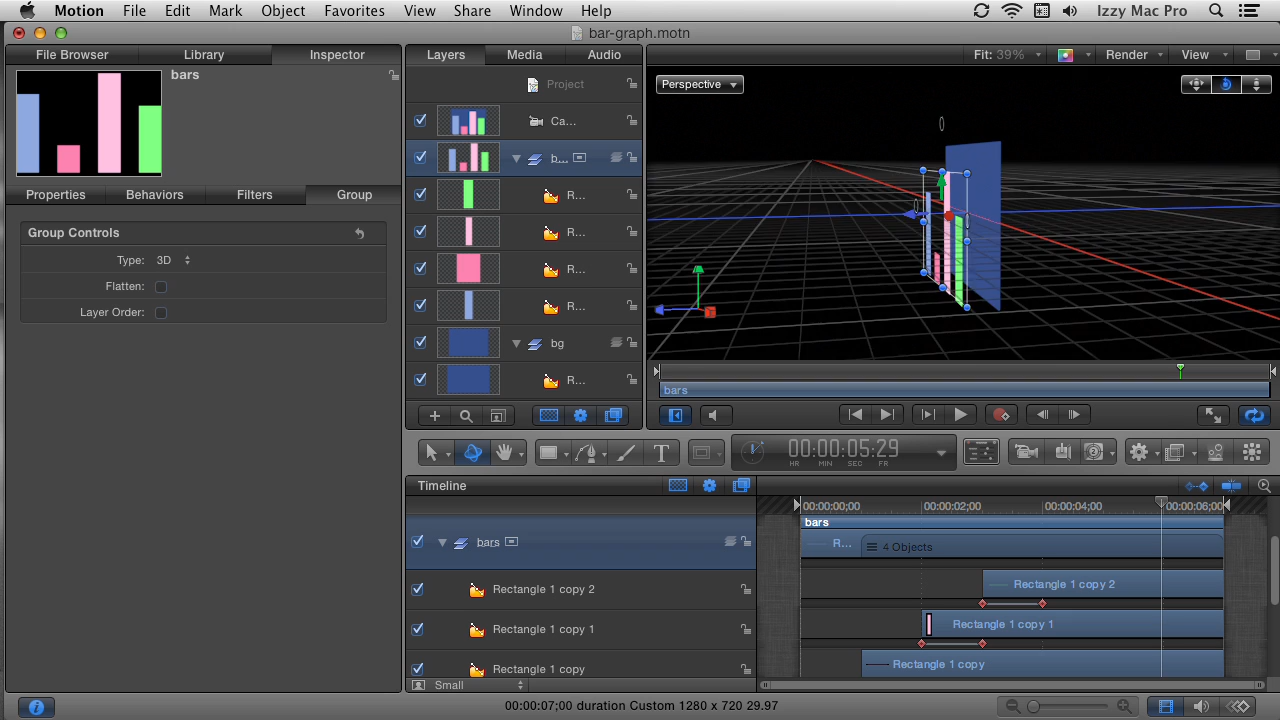 Motion File Edit Mark Object Favorites View Share Window Help Izzy Mac Pro
bar-graph.motn
File Browser Library Inspector
bars
Properties Behaviors Filters Group
Group Controls
Type: 3D
Flatten:
Layer Order:
Layers Media Audio
Project
Ca...
b...
R...
R...
R...
R...
bg
R...
Fit: 39% Render View
Perspective
bars
00:00:05:29
HR MIN SEC FR
Timeline
00:00:00;00 00:00:02;00 00:00:04;00 00:00:06;00
bars
bars
R... 4 Objects
Rectangle 1 copy 2
Rectangle 1 copy 2
Rectangle 1 copy 1
Rectangle 1 copy 1
Rectangle 1 copy
Rectangle 1 copy
Small
00:00:07;00 duration Custom 1280 x 720 29.97